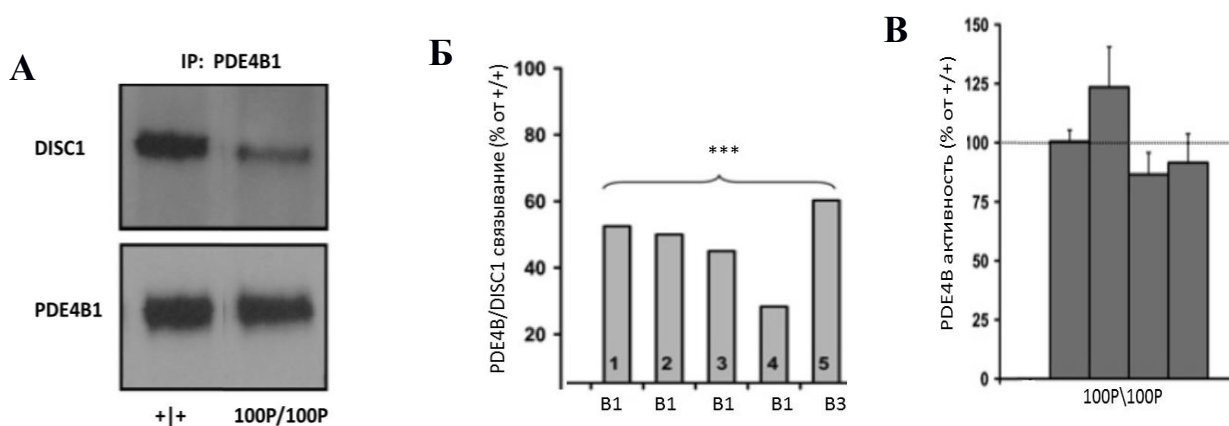 А
IP: PDE4B1
DISC1
PDE4B1
+|+ 100P/100P
Б
PDE4B/DISC1 связывание (% от +/+)
100
80
60
40
20
***
1 2 3 4 5
B1 B1 B1 B1 B3
В
PDE4B активность (% от +/+)
150
125
100
75
50
25
0
100P\100P